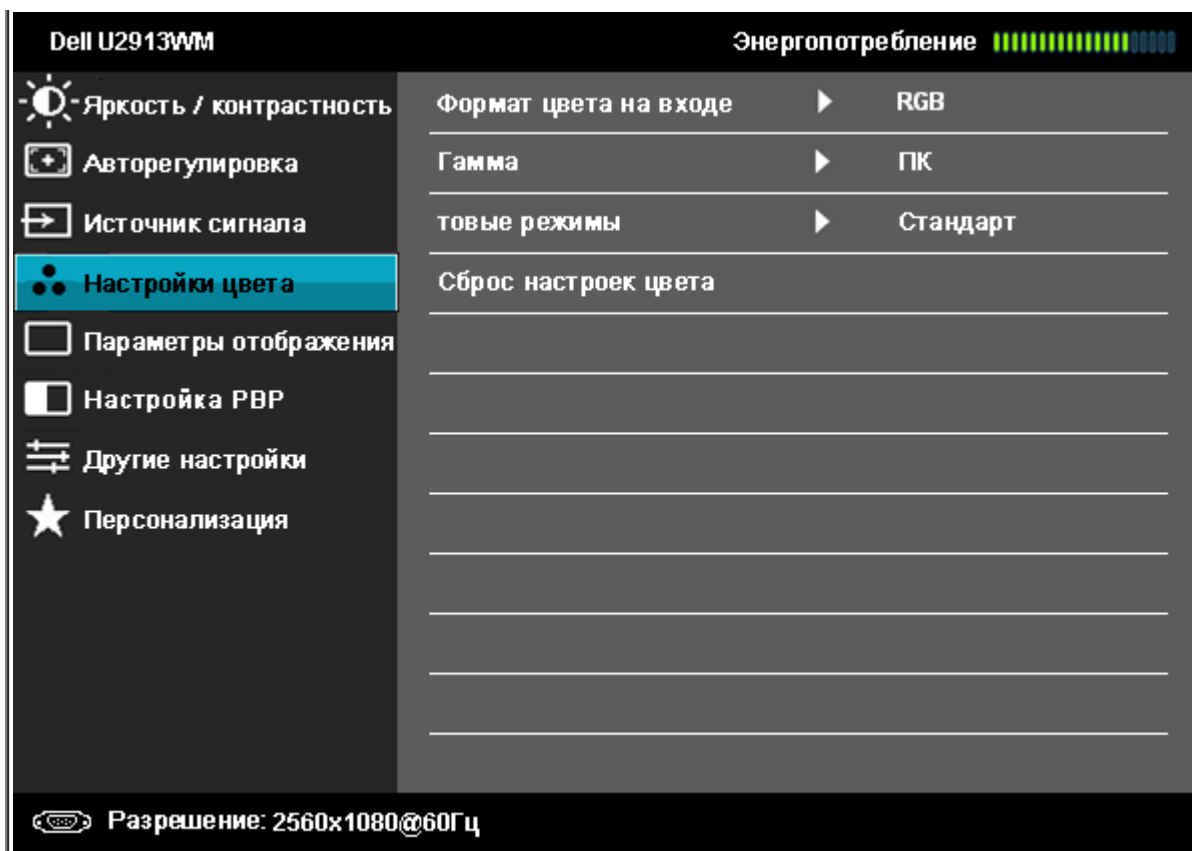 Dell U2913WM
Энергопотребление
Яркость / контрастность
Авторегулировка
Источник сигнала
Настройки цвета
Параметры отображения
Настройка PBP
Другие настройки
Персонализация
Формат цвета на входе RGB
Гамма ПК
товые режимы Стандарт
Сброс настроек цвета
Разрешение: 2560x1080@60Гц